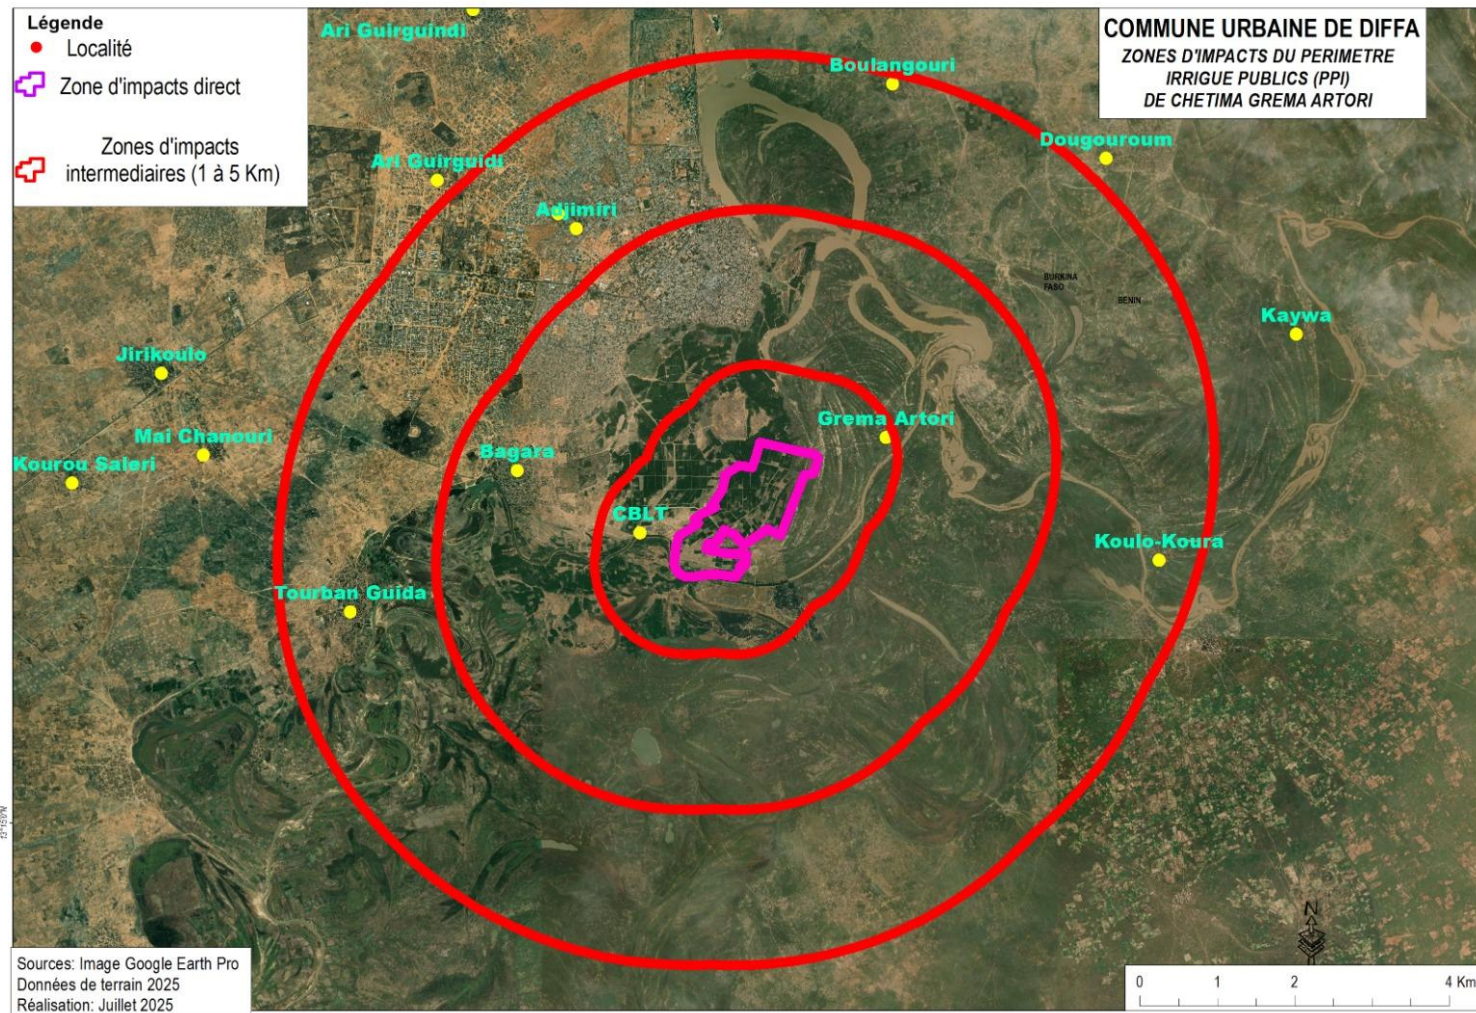 Légende
Localité
Zone d'impacts direct
Zones d'impacts
intermediaires (1 à 5 Km)
COMMUNE URBAINE DE DIFFA
ZONES D'IMPACTS DU PERIMETRE
IRRIGUE PUBLICS (PPI)
DE CHETIMA GREMA ARTORI
Ari Guirguindi
Boulangouri
Dougouroum
Ari Guirguidi
Adjimiri
BURKINA
FASO
BENIN
Kaywa
Jirikoulo
Grema Artori
Mai Chanouri
Bagara
Kourou Saleri
CBLT
Koulo-Koura
Tourban Guida
13°15'0"N
N
Sources: Image Google Earth Pro
Données de terrain 2025
Réalisation: Juillet 2025
0 1 2 4 Km